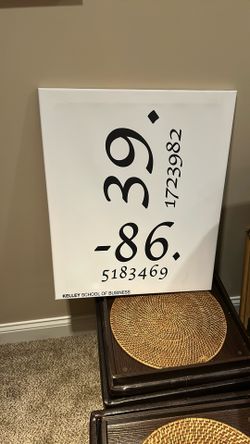 39.
1723982
-86.
5183469
KELLEY SCHOOL OF BUSINESS